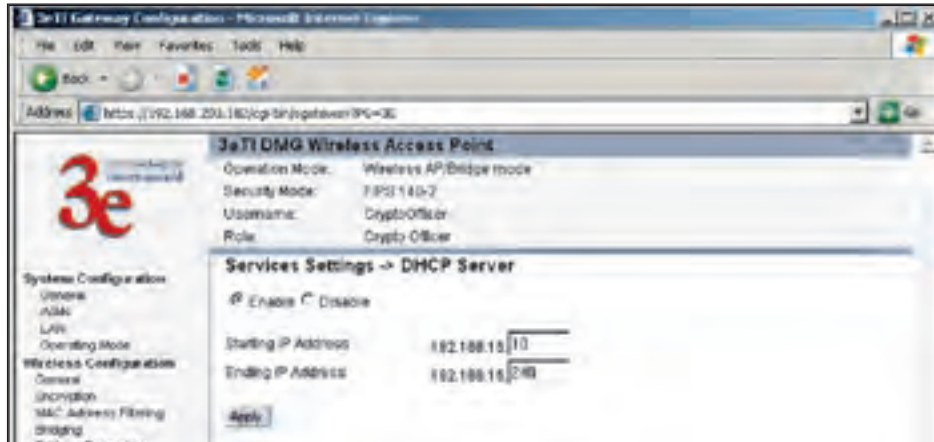 3eTI Gateway Configuration - Microsoft Internet Explorer
File Edit View Favorites Tools Help
Back
Address
Go
3e
3eTI DMG Wireless Access Point
Operation Mode: Wireless AP/Bridge mode
Security Mode: FIPS 140-2
Username: CryptoOfficer
Role: Crypto Officer
Services Settings -> DHCP Server
Enable Disable
Starting IP Address 192.168.15. 10
Ending IP Address 192.168.15.
Apply
System Configuration
General
LAN
Operating Mode
Wireless Configuration
General
Encryption
MAC Address Filtering
Bridging